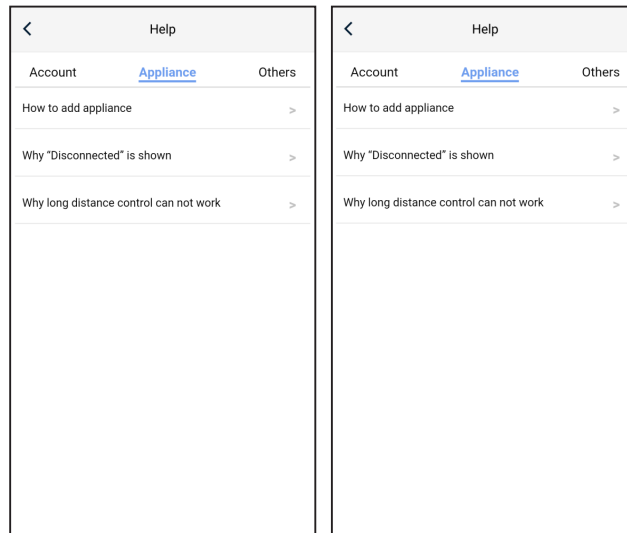 Help
Account Appliance Others
How to add appliance >
Why “Disconnected” is shown >
Why long distance control can not work >
Help
Account Appliance Others
How to add appliance >
Why “Disconnected” is shown >
Why long distance control can not work >